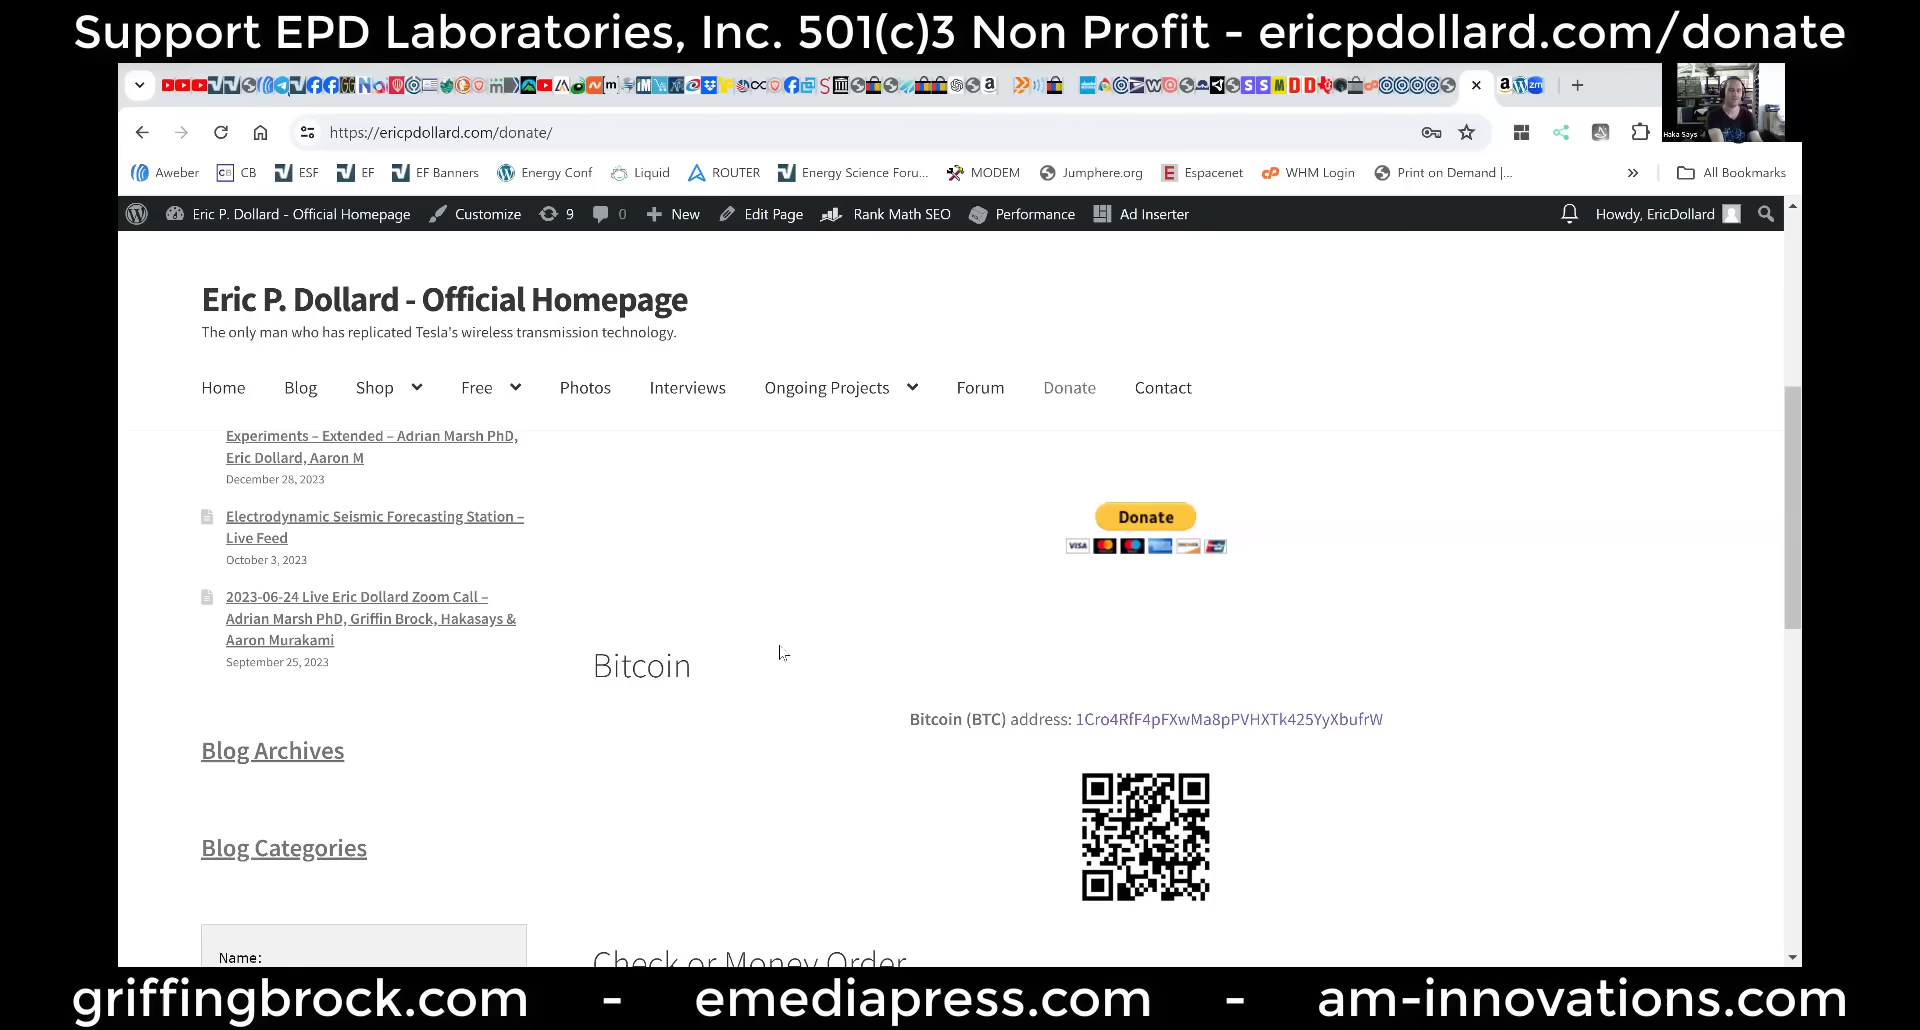 Support EPD Laboratories, Inc. 501(c)3 Non Profit - ericpdollard.com/donate
Haka Says
https://ericpdollard.com/donate/
Aweber CB ESF EF EF Banners Energy Conf Liquid ROUTER Energy Science Foru... MODEM Jumphere.org Espacenet WHM Login Print on Demand |... » All Bookmarks
Eric P. Dollard - Official Homepage Customize 9 0 New Edit Page Rank Math SEO Performance Ad Inserter Howdy, EricDollard
Eric P. Dollard - Official Homepage
The only man who has replicated Tesla's wireless transmission technology.
Home Blog Shop Free Photos Interviews Ongoing Projects Forum Donate Contact
Experiments – Extended – Adrian Marsh PhD,
Eric Dollard, Aaron M
December 28, 2023
Electrodynamic Seismic Forecasting Station –
Live Feed
October 3, 2023
2023-06-24 Live Eric Dollard Zoom Call –
Adrian Marsh PhD, Griffin Brock, Hakasays &
Aaron Murakami
September 25, 2023
Blog Archives
Blog Categories
Name:
Donate
VISA
Bitcoin
Bitcoin (BTC) address: 1Cro4RfF4pFXwMa8pPVHXTk425YyXbufrW
Check or Money Order
griffingbrock.com - emediapress.com - am-innovations.com